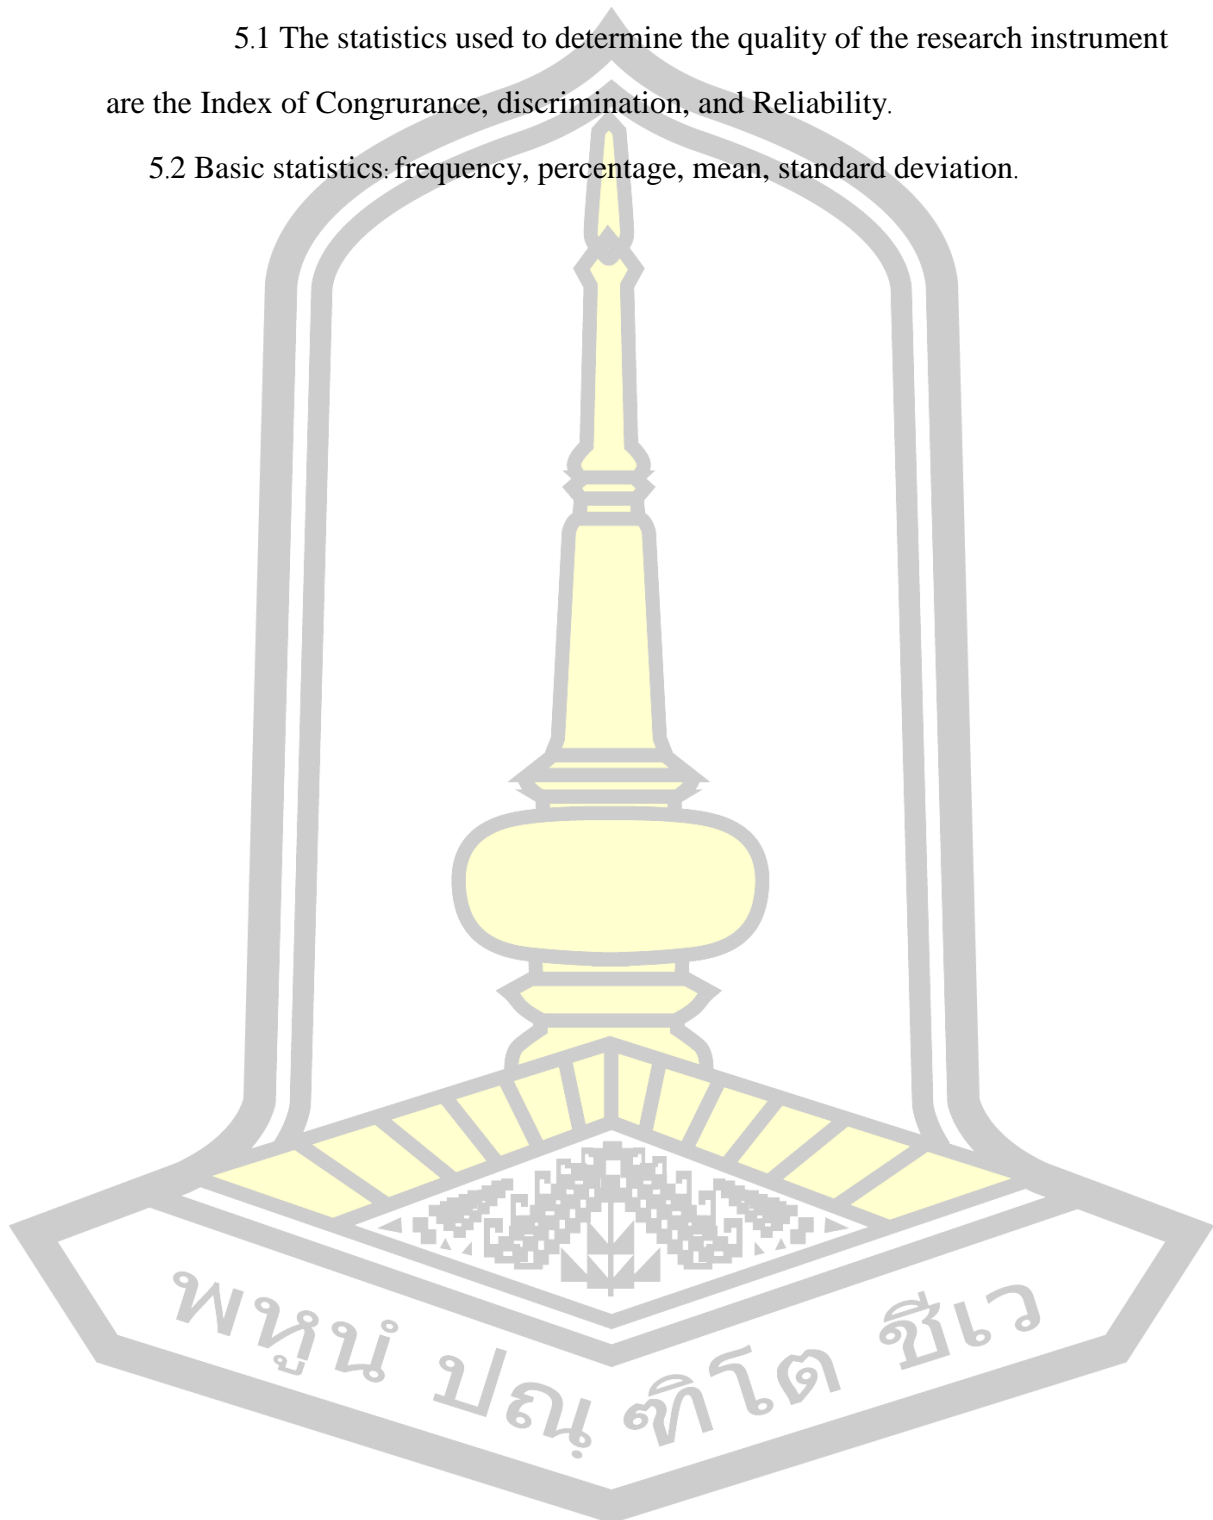 5.1 The statistics used to determine the quality of the research instrument
are the Index of Congrurance, discrimination, and Reliability.
5.2 Basic statistics: frequency, percentage, mean, standard deviation.
พหูนํ ปณฺฑิโต ชีเว